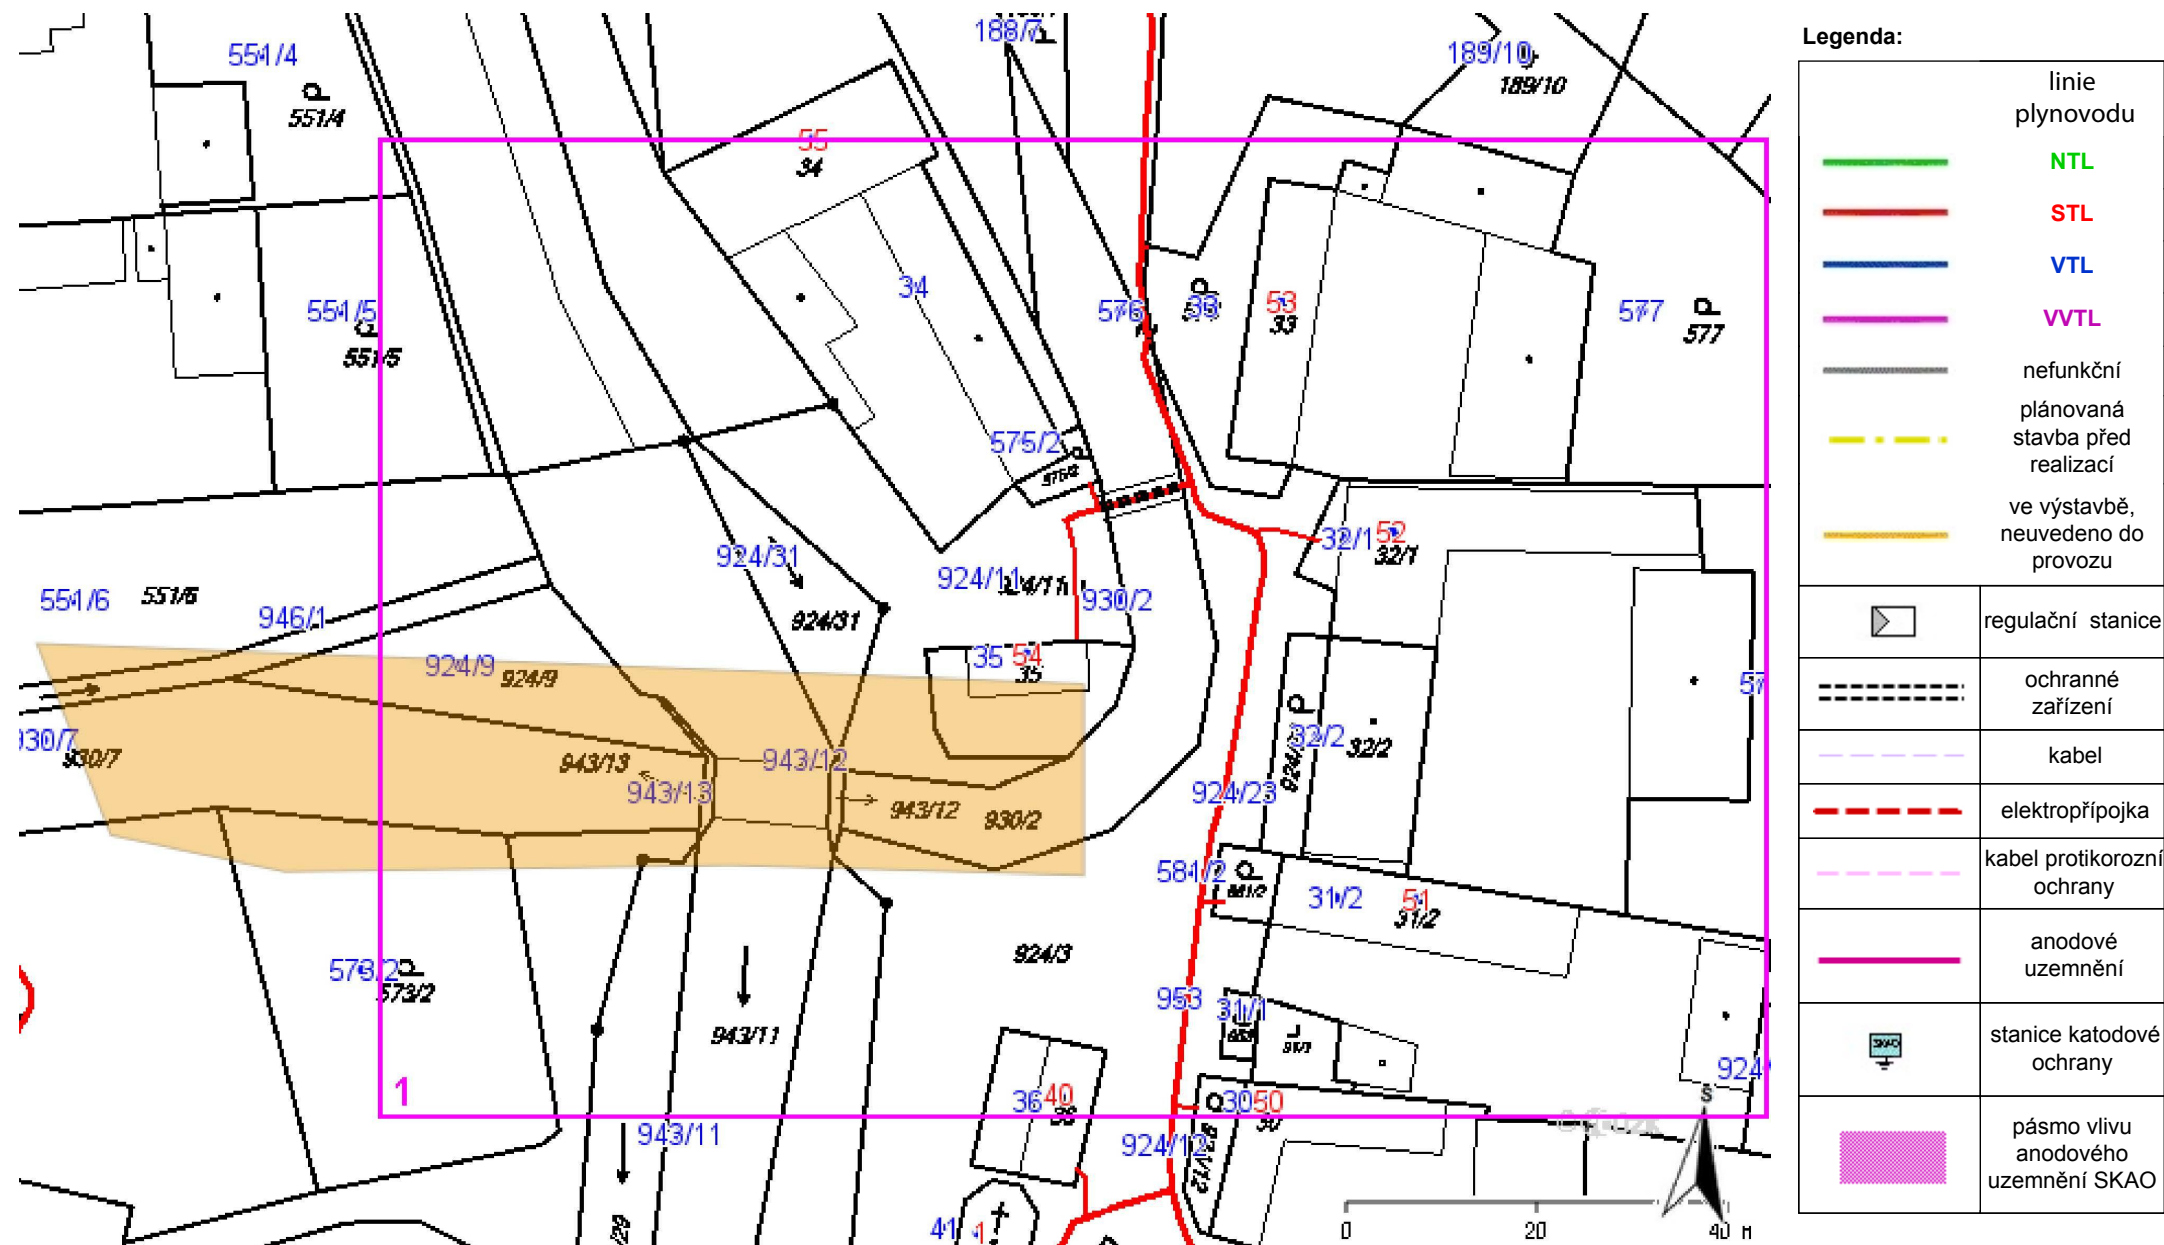 551/4
P
551/4
188/7
189/10
189/10
55
34
34
551/5
P
551/5
576
33
53
33
577
P
577
575/2
P
575/2
924/31
924/31
924/11
924/11
930/2
32/1
52
32/1
551/6
551/6
946/1
924/9
924/9
35
54
35
930/7
930/7
943/13
943/13
943/12
943/12
930/2
P
32/2
32/2
924/23
581/2
P
31/2
51
31/2
573/2
P
573/2
924/3
943/11
953
31/1
1
36
40
30
50
943/11
924/12
41
S
0
20
40 M
Legenda:
linie
plynovodu
NTL
STL
VTL
VVTL
nefunkční
plánovaná
stavba před
realizací
ve výstavbě,
neuvedeno do
provozu
regulační stanice
ochranné
zařízení
kabel
elektropřípojka
kabel protikorozní
ochrany
anodové
uzemnění
SKAO
stanice katodové
ochrany
pásmo vlivu
anodového
uzemnění SKAO